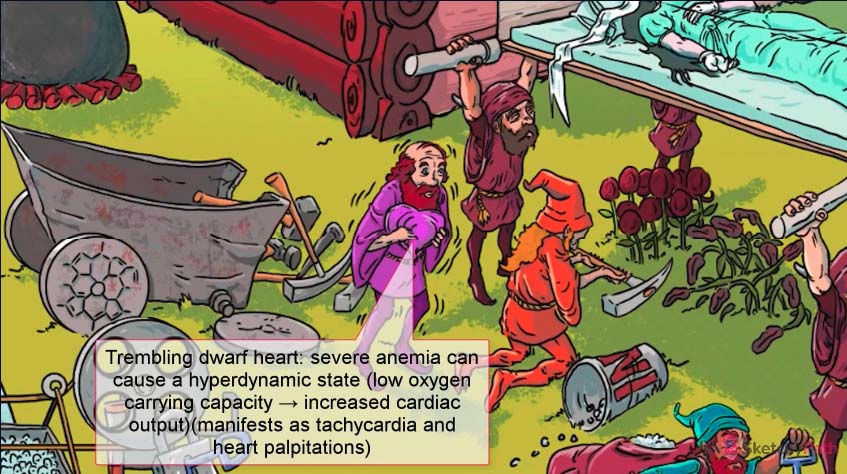 Trembling dwarf heart: severe anemia can
cause a hyperdynamic state (low oxygen
carrying capacity → increased cardiac
output)(manifests as tachycardia and
heart palpitations)